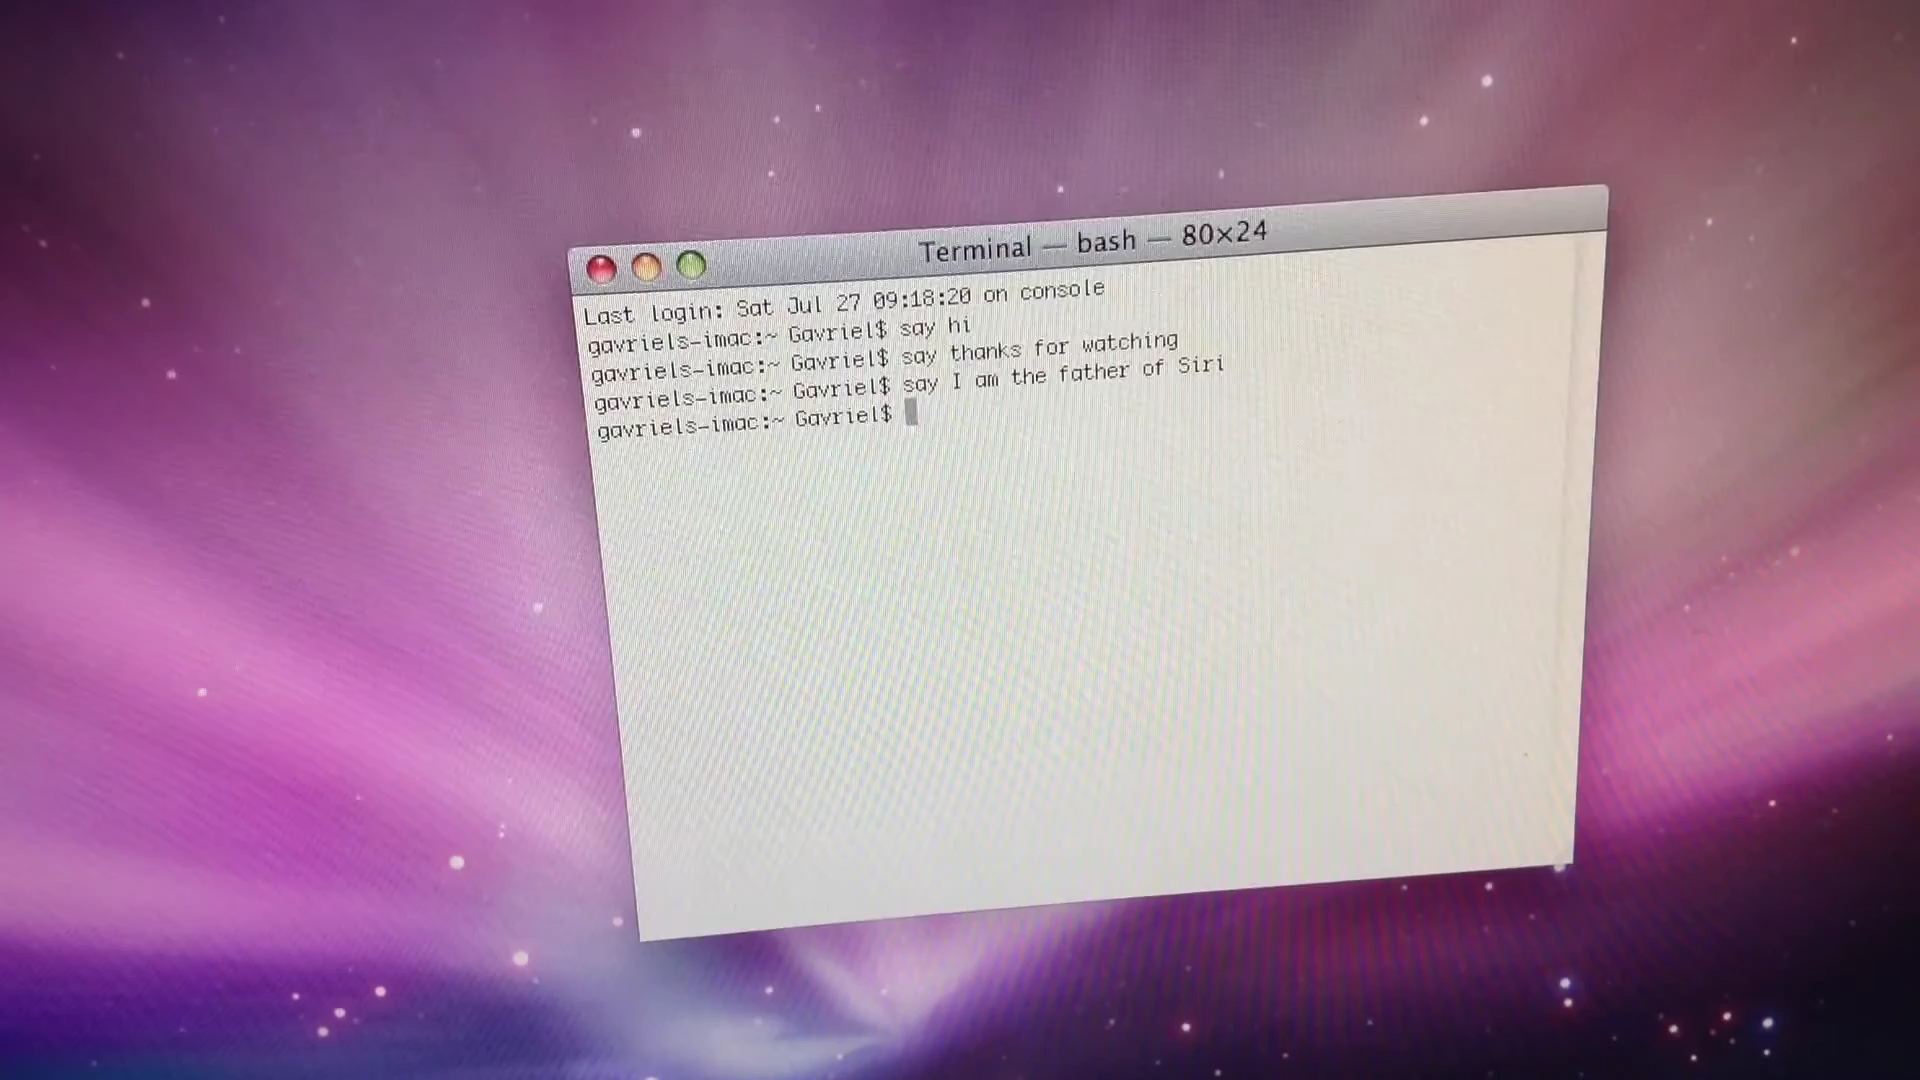 Terminal — bash — 80×24
Last login: Sat Jul 27 09:18:20 on console
gavriels-imac:~ Gavriel$ say hi
gavriels-imac:~ Gavriel$ say thanks for watching
gavriels-imac:~ Gavriel$ say I am the father of Siri
gavriels-imac:~ Gavriel$